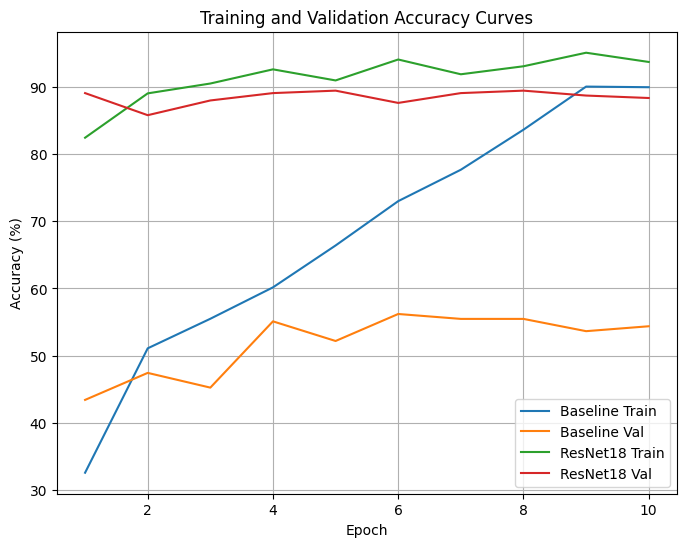 Training and Validation Accuracy Curves
Accuracy (%)
90
80
70
60
50
40
30
2 4 6 8 10
Epoch
Baseline Train
Baseline Val
ResNet18 Train
ResNet18 Val